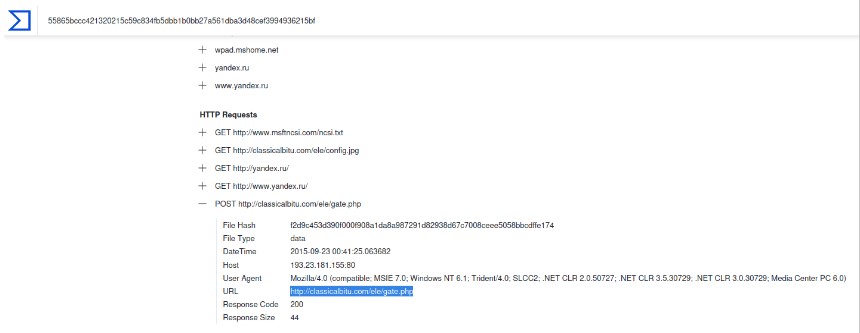 55865bccc421320215c59c834fb5dbb1b0bb27a561dba3d48cef3994936215bf
wpad.mshome.net
yandex.ru
www.yandex.ru
HTTP Requests
GET http://www.msftncsi.com/ncsi.txt
GET http://classicalbitu.com/ele/config.jpg
GET http://yandex.ru/
GET http://www.yandex.ru/
POST http://classicalbitu.com/ele/gate.php
File Hash f2d9c453d390f000f908a1da8a987291d82938d67c7008ceee5058bbcdffe174
File Type data
DateTime 2015-09-23 00:41:25.063682
Host 193.23.181.155:80
User Agent Mozilla/4.0 (compatible; MSIE 7.0; Windows NT 6.1; Trident/4.0; SLCC2; .NET CLR 2.0.50727; .NET CLR 3.5.30729; .NET CLR 3.0.30729; Media Center PC 6.0)
URL http://classicalbitu.com/ele/gate.php
Response Code 200
Response Size 44